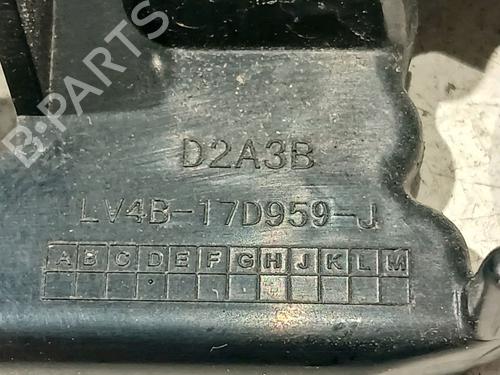 B-PARTS
D2A3B
LV4B-17D959-J
A B C D E F G H J K L M